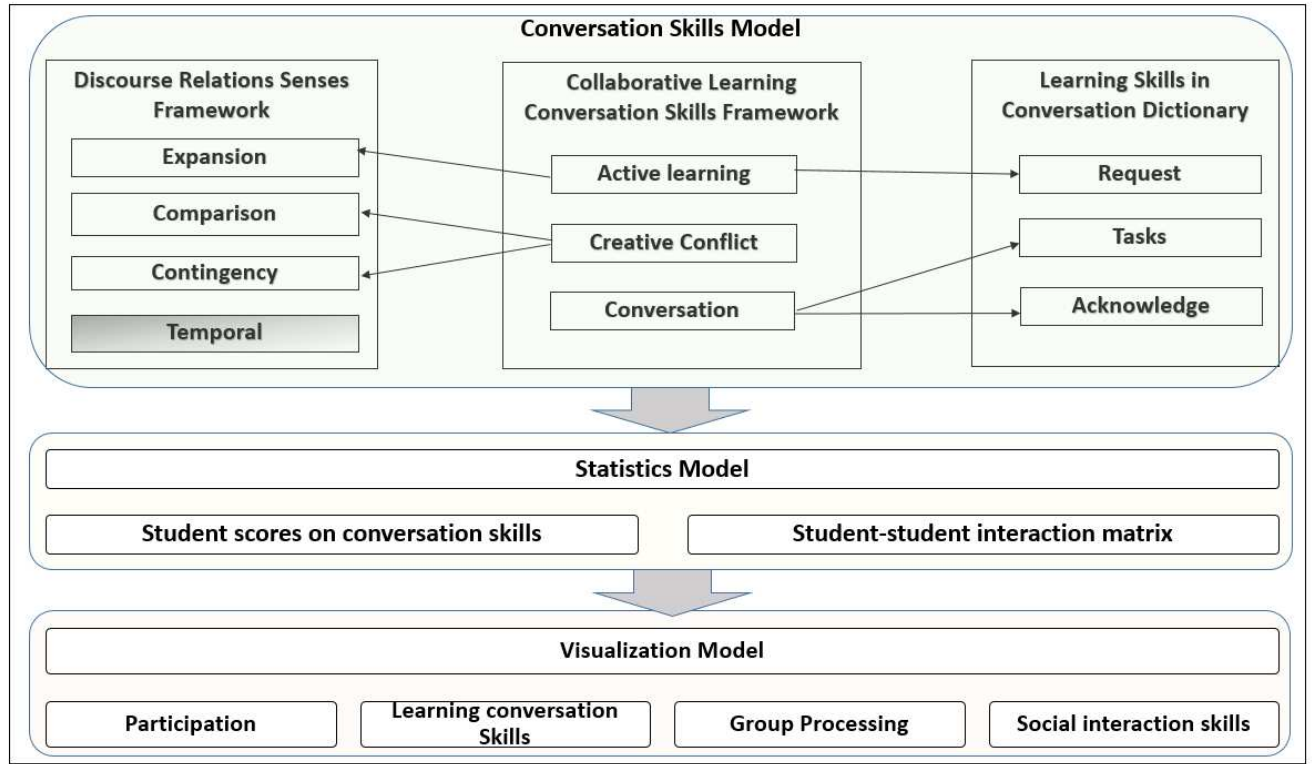 Conversation Skills Model
Discourse Relations Senses
Framework
Expansion
Comparison
Contingency
Temporal
Collaborative Learning
Conversation Skills Framework
Active learning
Creative Conflict
Conversation
Learning Skills in
Conversation Dictionary
Request
Tasks
Acknowledge
Statistics Model
Student scores on conversation skills
Student-student interaction matrix
Visualization Model
Participation
Learning conversation
Skills
Group Processing
Social interaction skills